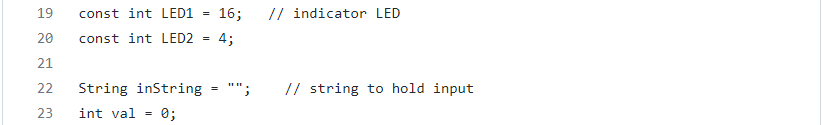 19 const int LED1 = 16;   // indicator LED
20 const int LED2 = 4;
21
22 String inString = "";    // string to hold input
23 int val = 0;